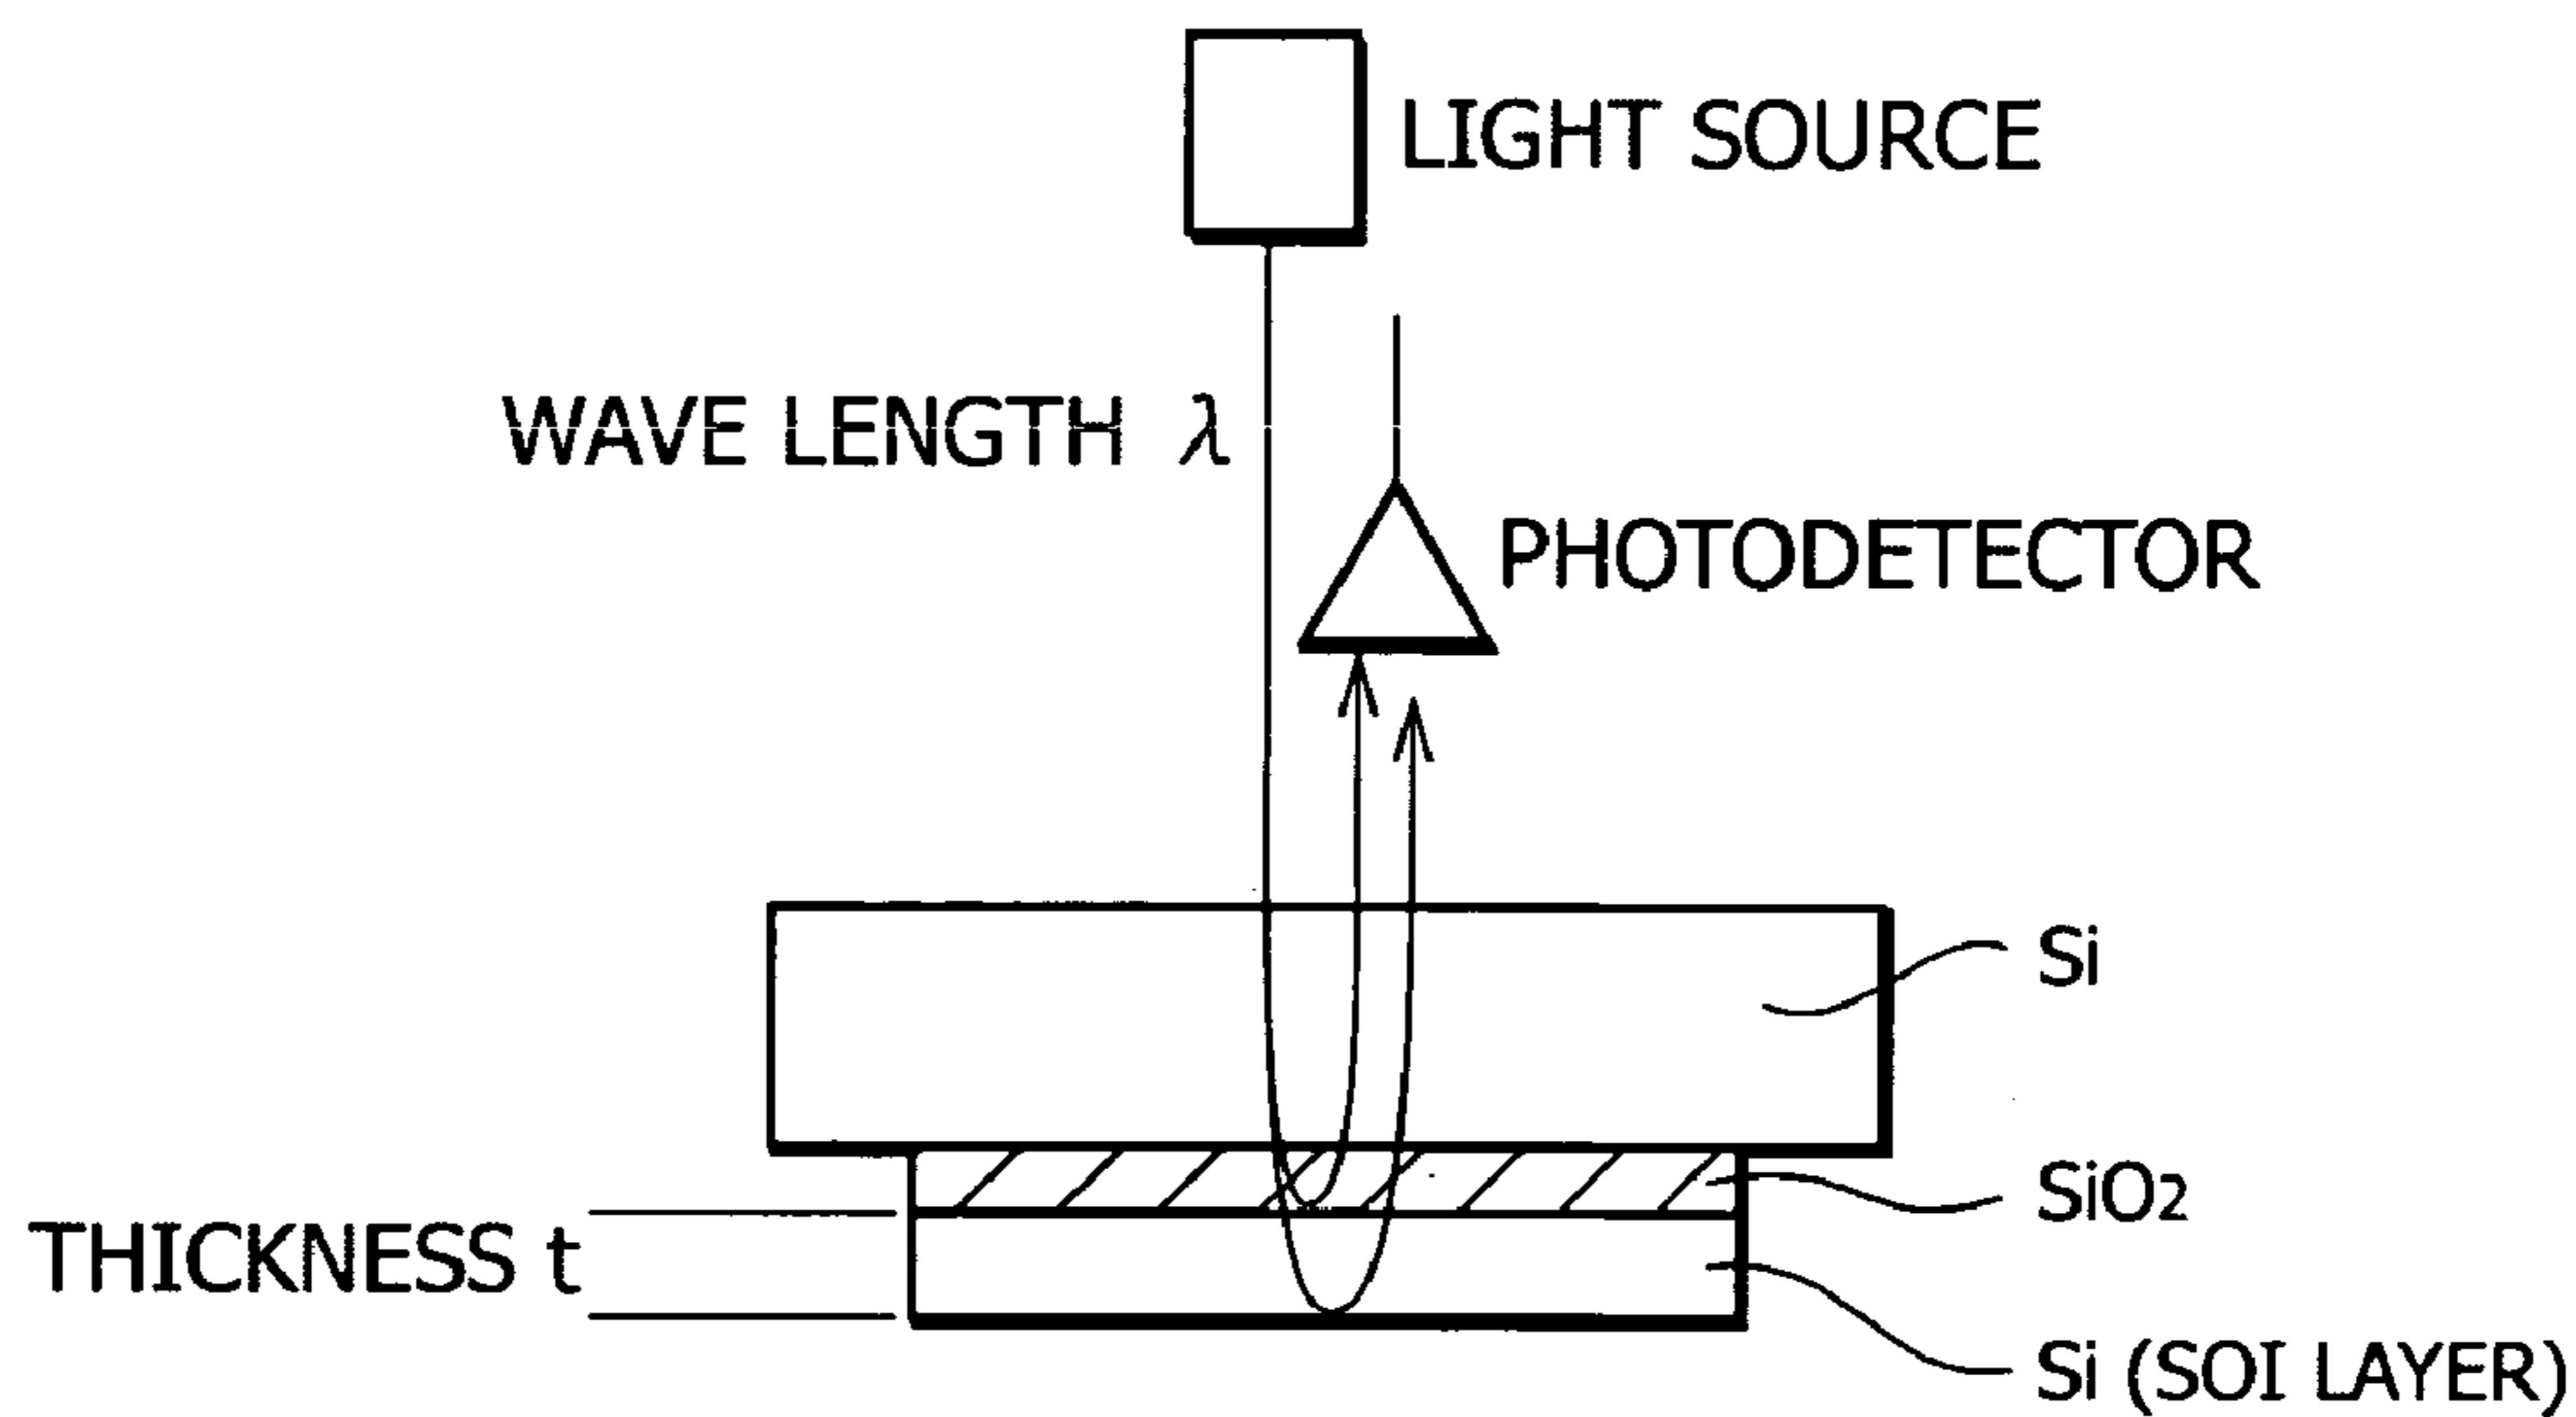 LIGHT SOURCE
WAVE LENGTH λ
PHOTODETECTOR
Si
SiO2
THICKNESS t
Si (SOI LAYER)